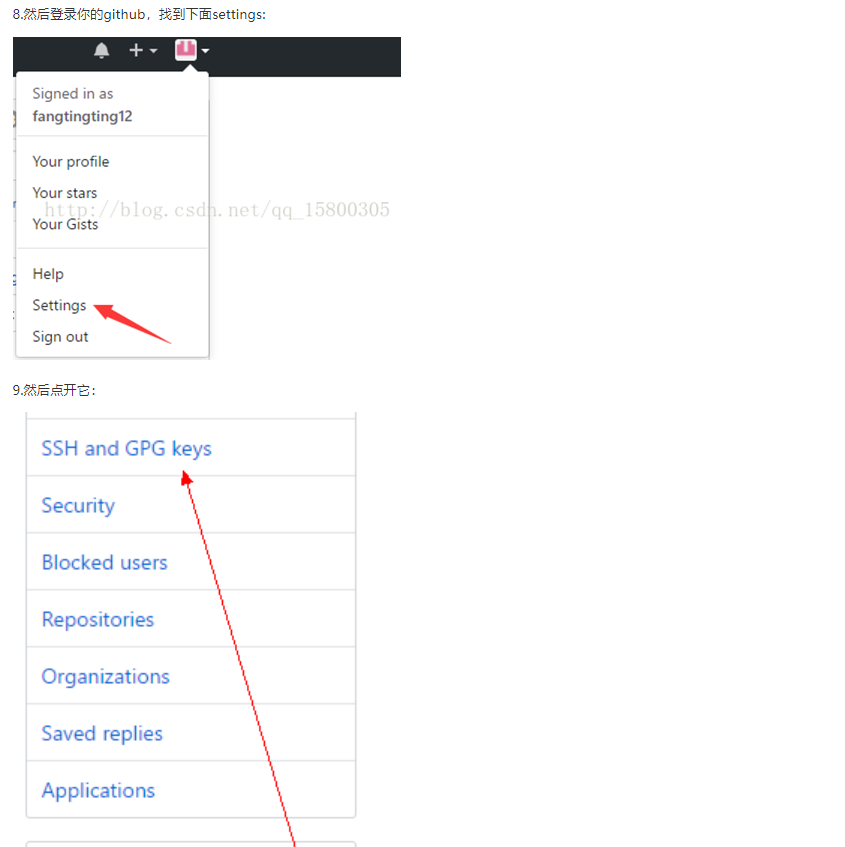 8.然后登录你的github，找到下面settings:
Signed in as
fangtingting12
Your profile
Your stars
http://blog.csdn.net/qq_15800305
Your Gists
Help
Settings
Sign out
9.然后点开它：
SSH and GPG keys
Security
Blocked users
Repositories
Organizations
Saved replies
Applications